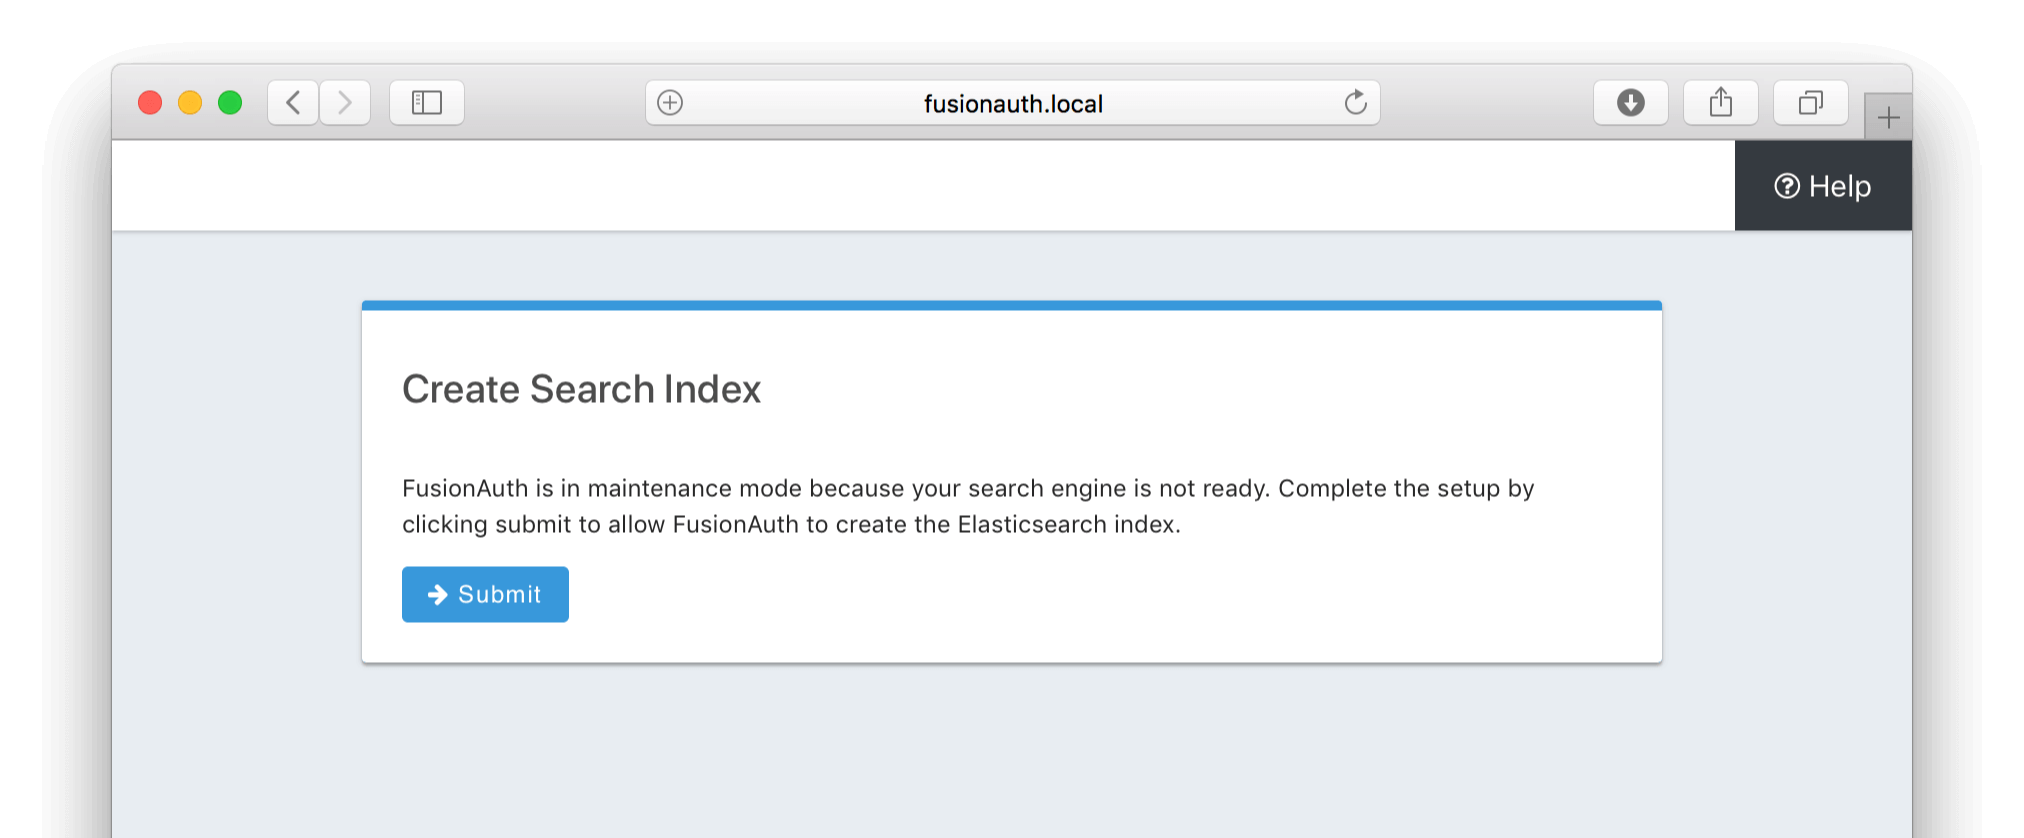 fusionauth.local
Help
Create Search Index
FusionAuth is in maintenance mode because your search engine is not ready. Complete the setup by
clicking submit to allow FusionAuth to create the Elasticsearch index.
Submit